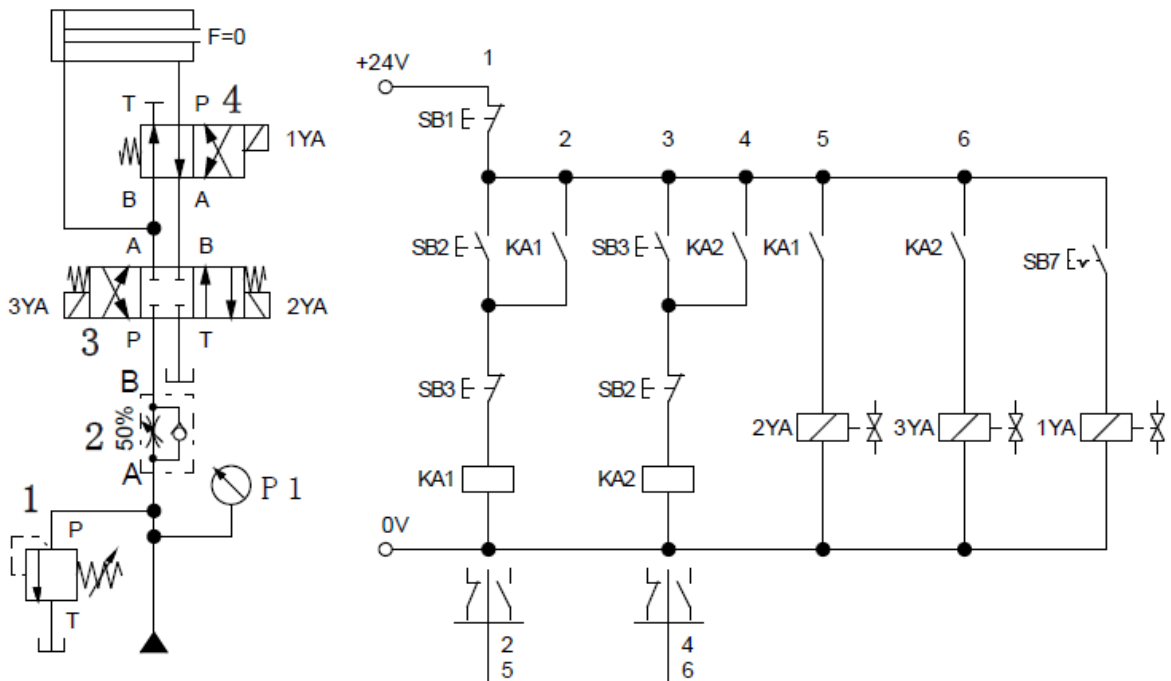 F=0
T P 4
1YA
B A
A B
3YA 2YA
3 P T
B
2 50%
A
P1
1 P
T
1
+24V
SB1
2 3 4 5 6
SB2 KA1 SB3 KA2 KA1 KA2 SB7
SB3 SB2
2YA 3YA 1YA
KA1 KA2
0V
2 4
5 6